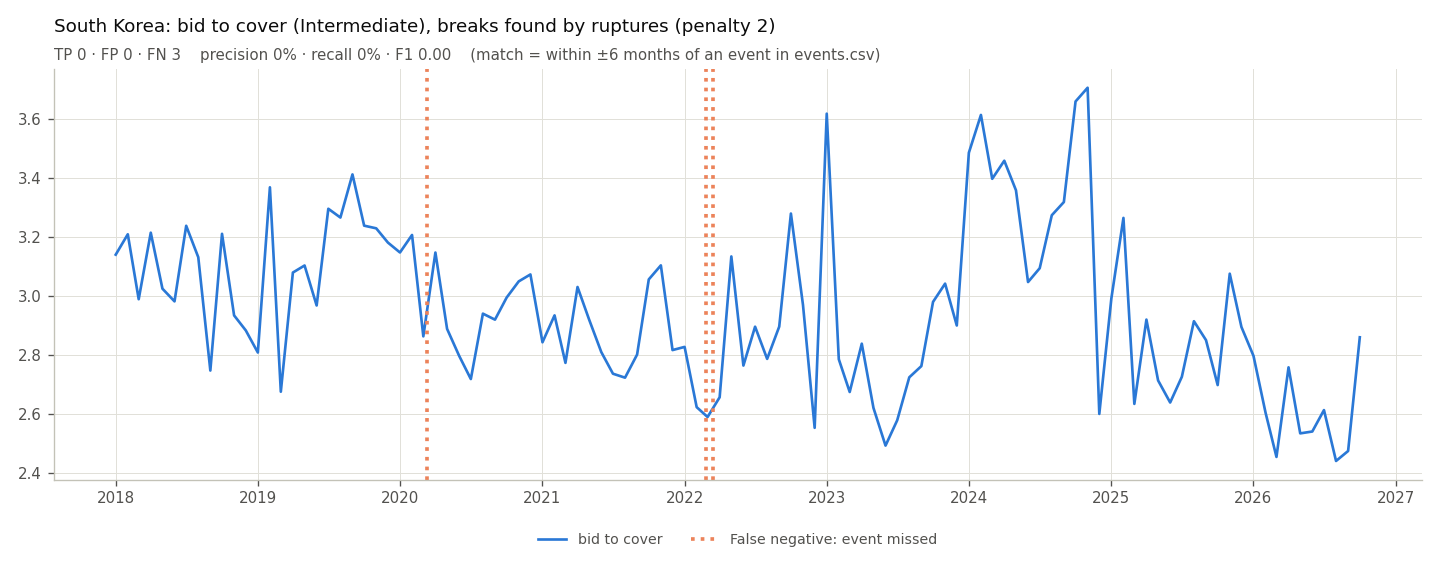 South Korea: bid to cover (Intermediate), breaks found by ruptures (penalty 2)
TP 0 · FP 0 · FN 3    precision 0% · recall 0% · F1 0.00    (match = within ±6 months of an event in events.csv)
3.6
3.4
3.2
3.0
2.8
2.6
2.4
2018 2019 2020 2021 2022 2023 2024 2025 2026 2027
bid to cover    False negative: event missed